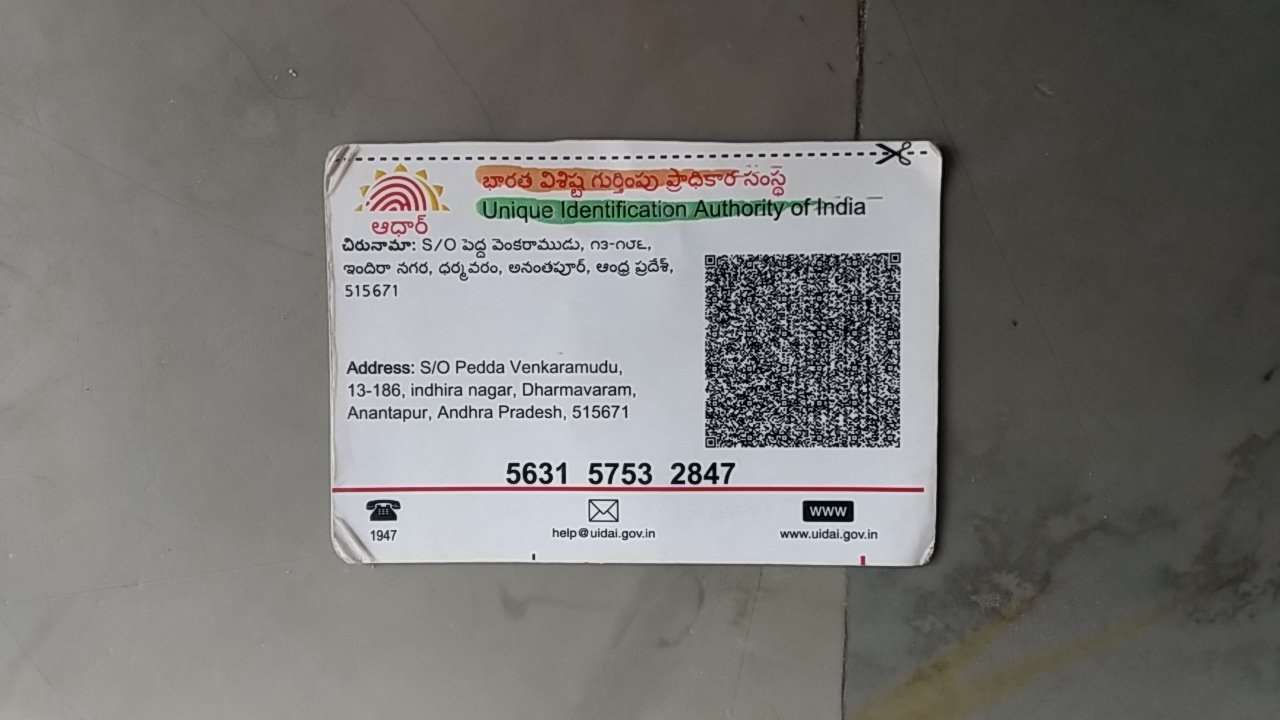 భారత విశిష్ట గుర్తింపు ప్రాధికార సంస్థ
Unique Identification Authority of India
ఆధార్
చిరునామా: S/O పెద్ద వెంకరాముడు, ౧౩-౧౮౬,
ఇందిరా నగర, ధర్మవరం, అనంతపూర్, ఆంధ్ర ప్రదేశ్,
515671
Address: S/O Pedda Venkaramudu,
13-186, indhira nagar, Dharmavaram,
Anantapur, Andhra Pradesh, 515671
5631 5753 2847
1947
help@uidai.gov.in
www
www.uidai.gov.in